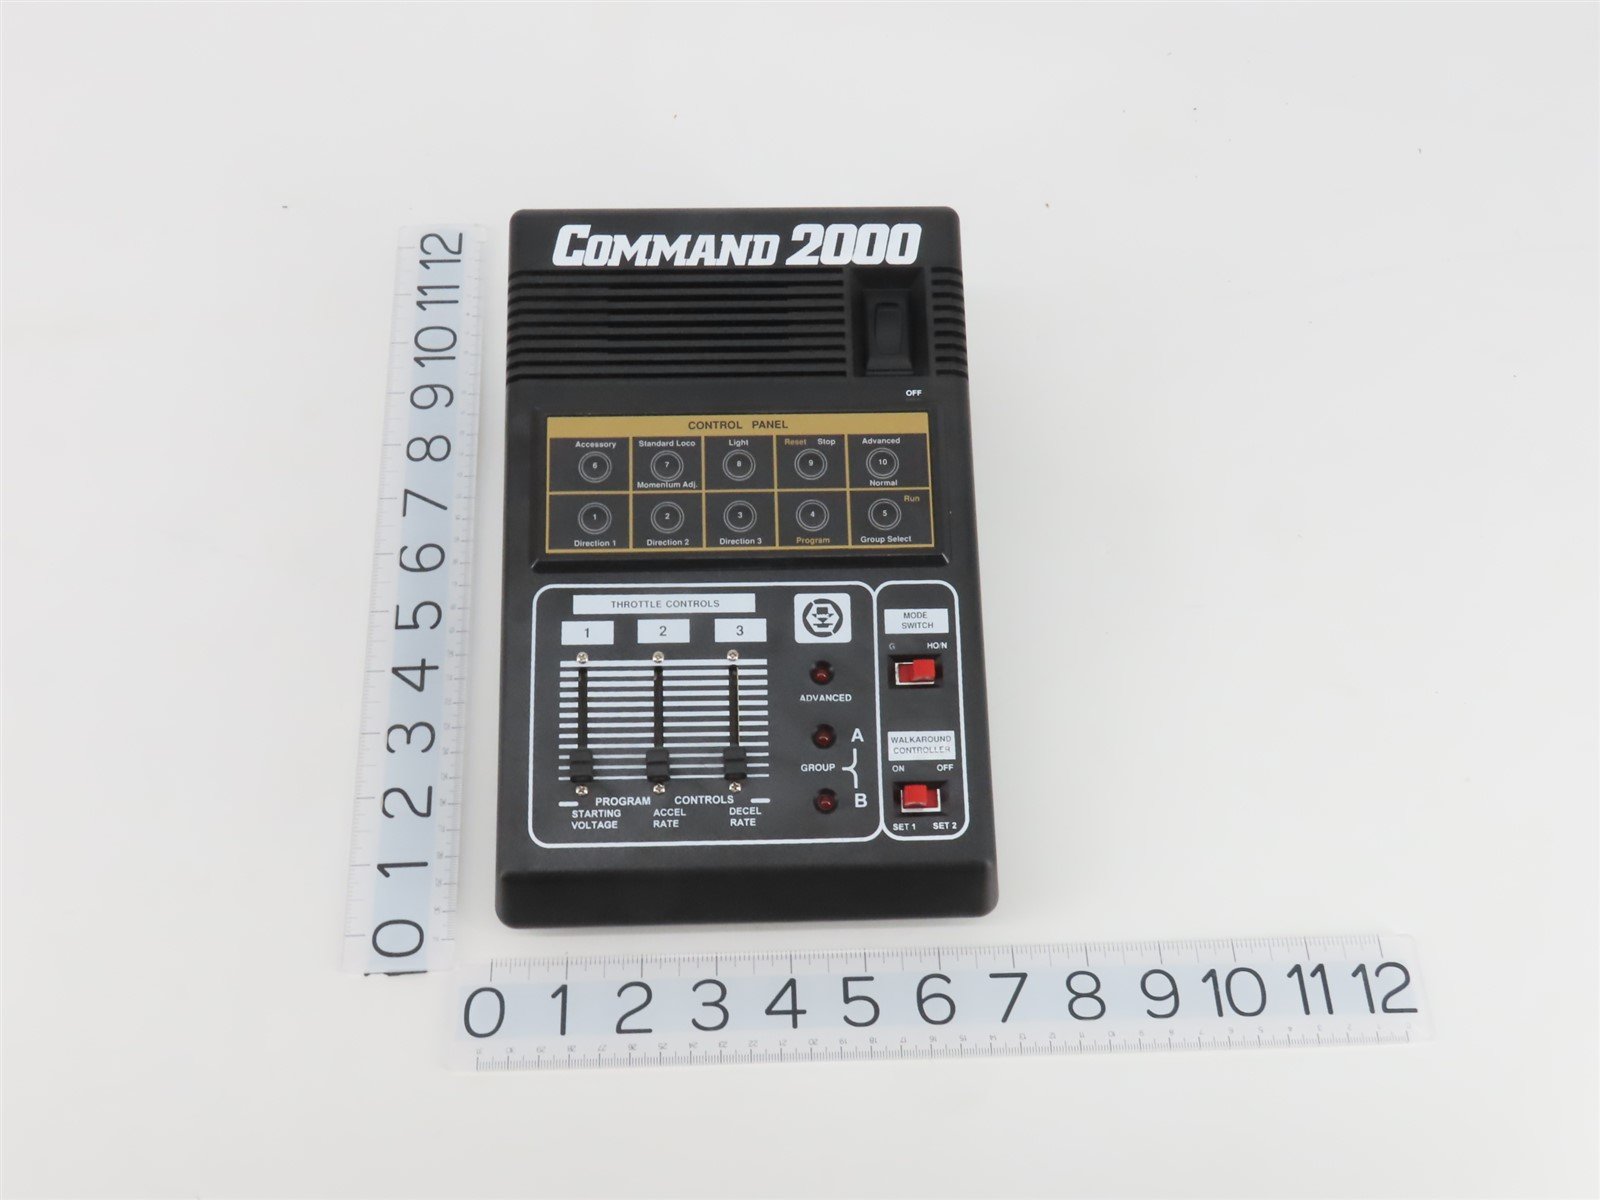 COMMAND 2000
OFF
CONTROL PANEL
Accessory Standard Loco Light Reset Stop Advanced
6 7 8 9 10
Momentum Adj. Normal
Run
1 2 3 4 5
Direction 1 Direction 2 Direction 3 Program Group Select
THROTTLE CONTROLS
1 2 3
ADVANCED
A
GROUP
B
PROGRAM CONTROLS
STARTING VOLTAGE
ACCEL RATE
DECEL RATE
MODE
SWITCH
G HO/N
WALKAROUND
CONTROLLER
ON OFF
SET 1 SET 2
12 11 10 9 8 7 6 5 4 3 2 1 0
0 1 2 3 4 5 6 7 8 9 10 11 12